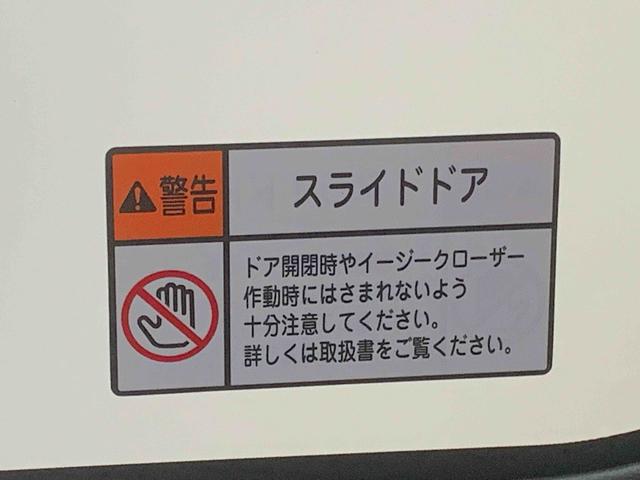 警告
スライドドア
ドア開閉時やイージークローザー
作動時にはさまれないよう
十分注意してください。
詳しくは取扱書をご覧ください。